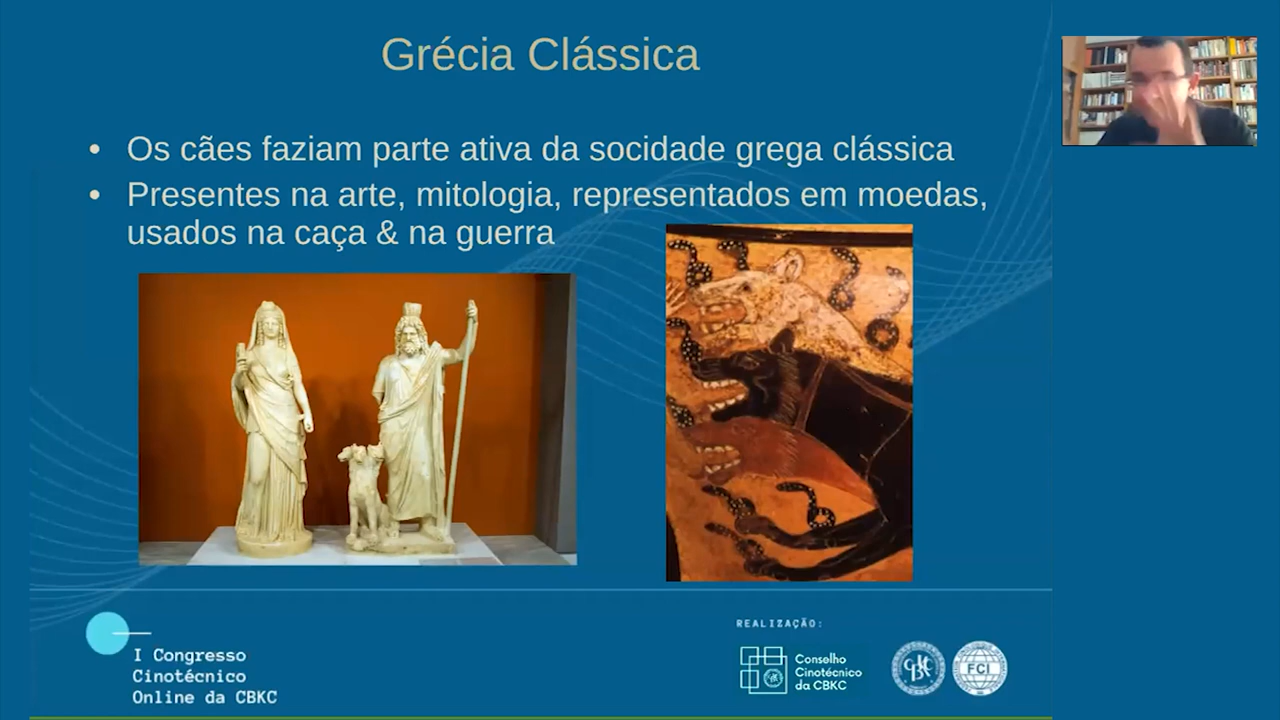 Grécia Clássica
• Os cães faziam parte ativa da socidade grega clássica
• Presentes na arte, mitologia, representados em moedas,
usados na caça & na guerra
I Congresso
Cinotécnico
Online da CBKC
REALIZAÇÃO:
Conselho
Cinotécnico
da CBKC
CBKC
FCI